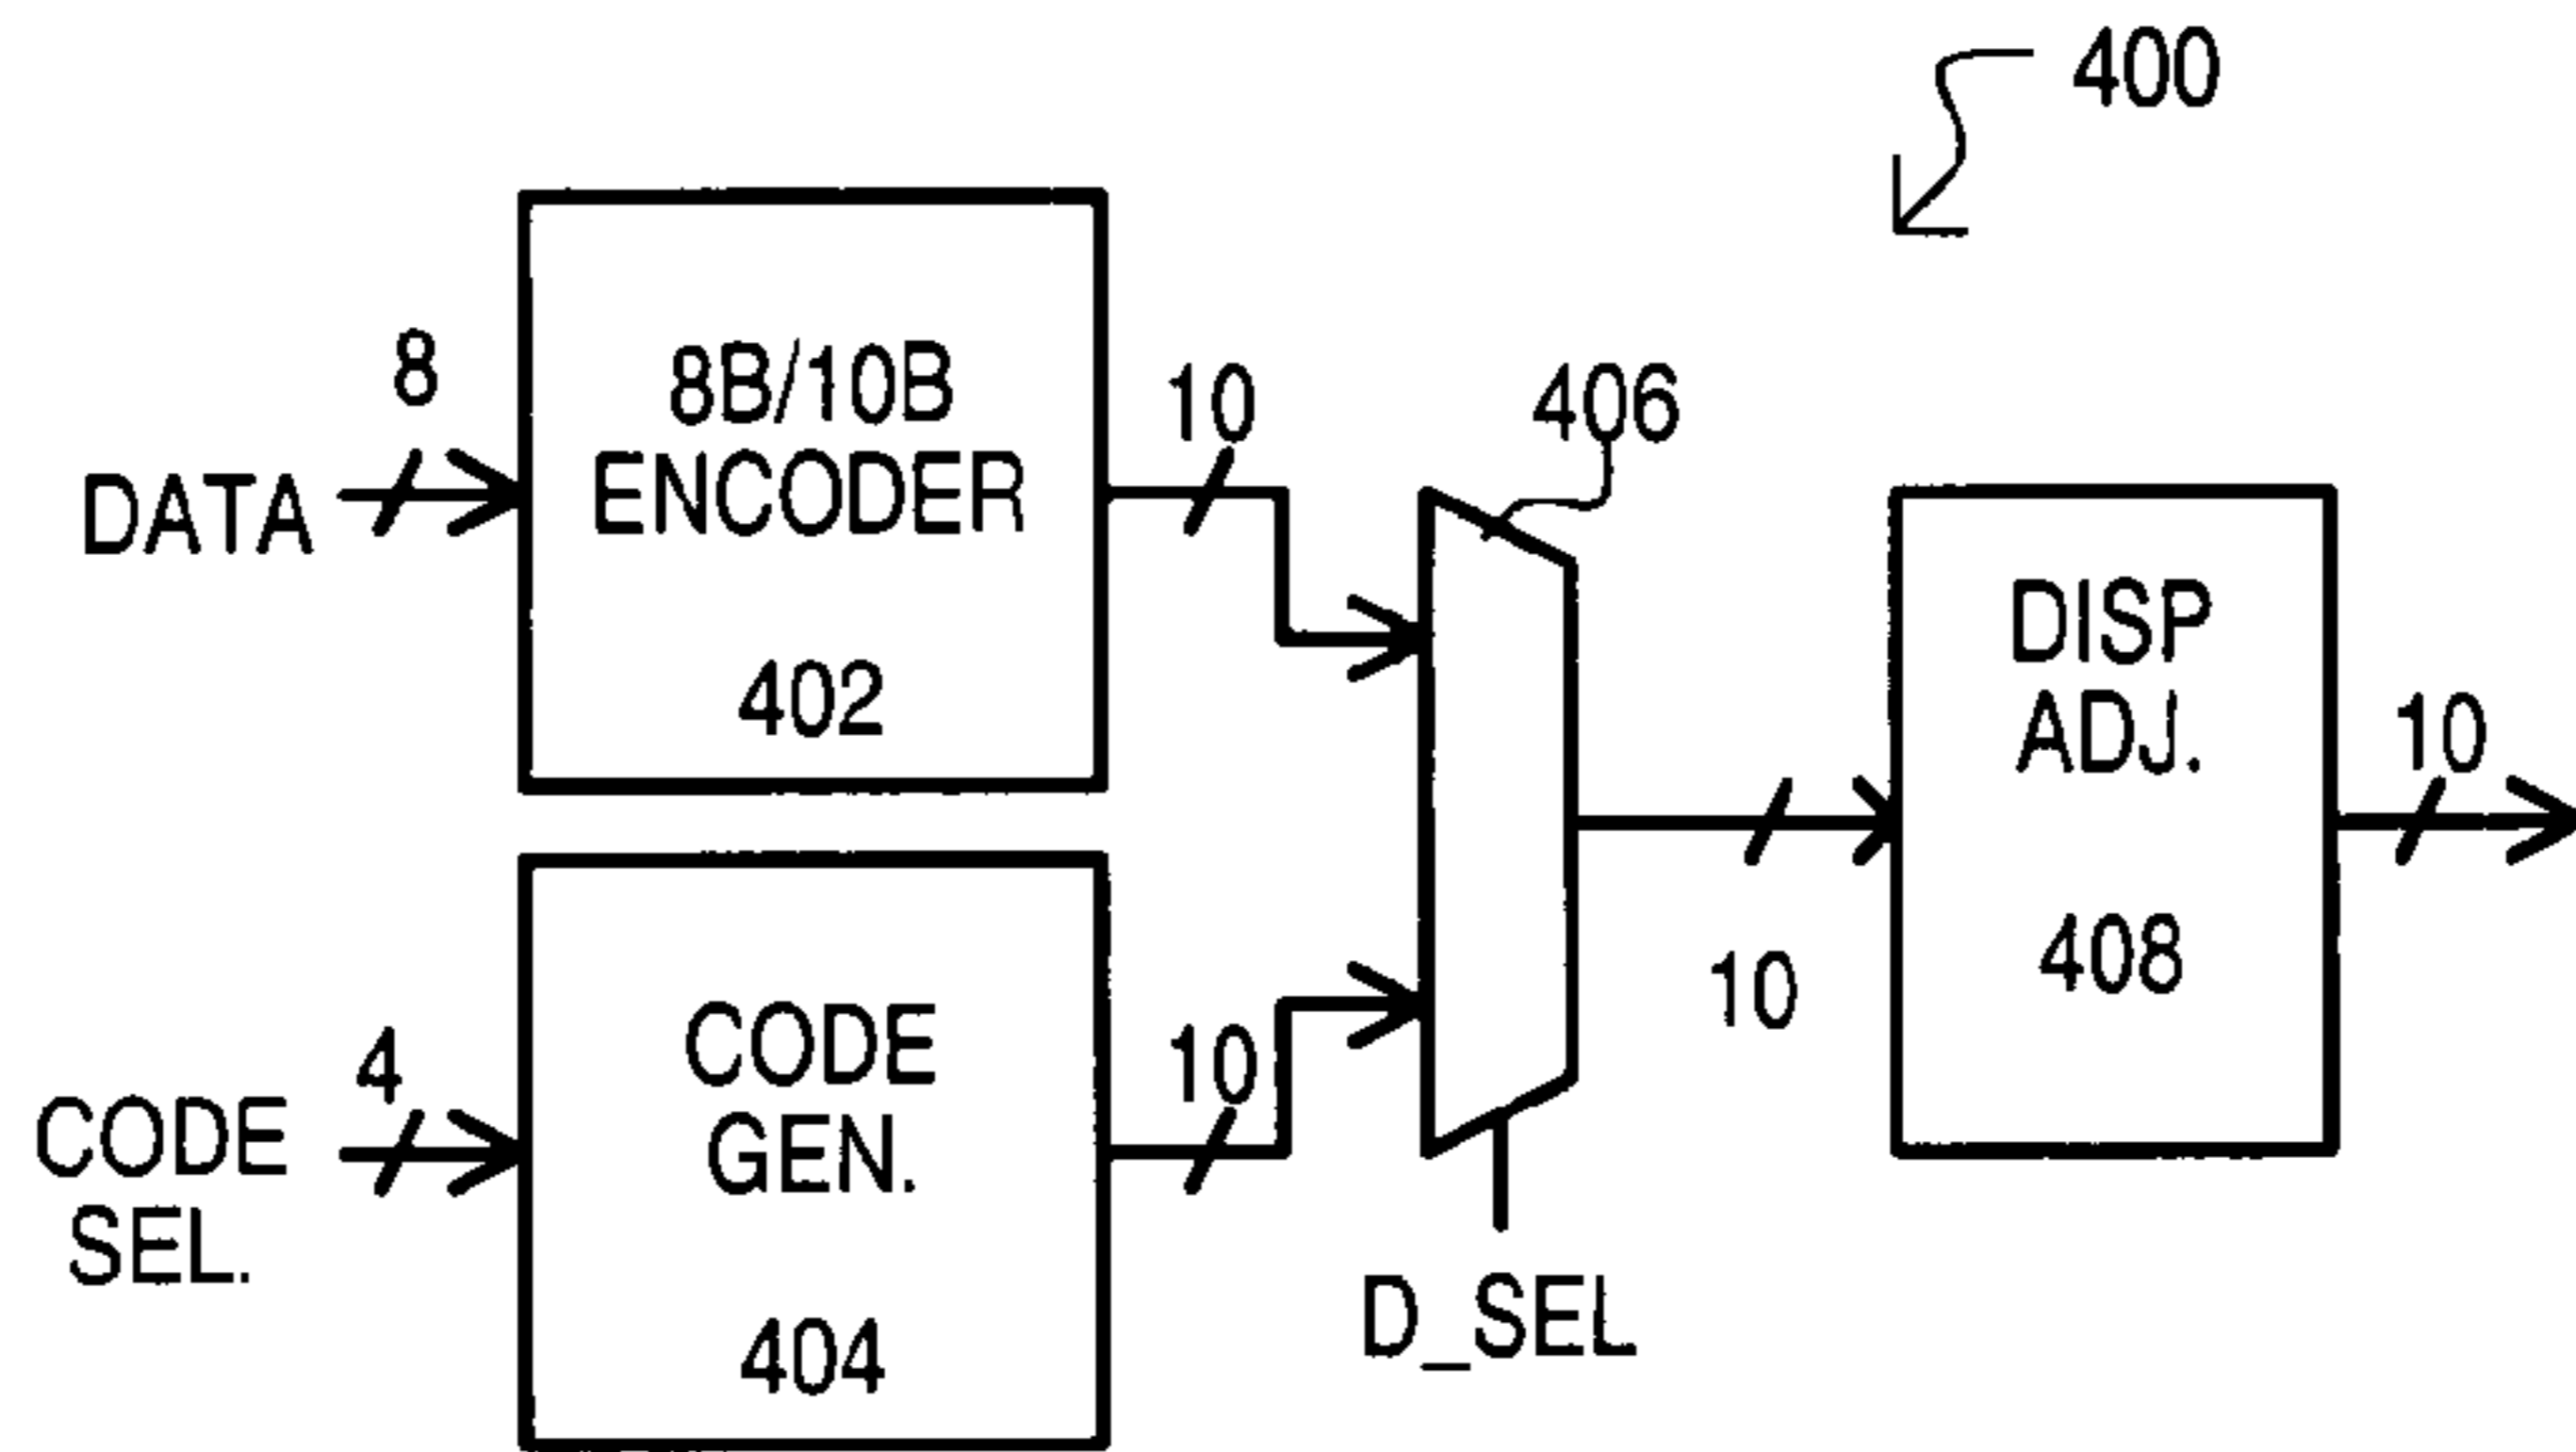 400
8
DATA
8B/10B
ENCODER
402
10
406
DISP
ADJ.
408
10
10
CODE
SEL.
4
CODE
GEN.
404
10
D_SEL